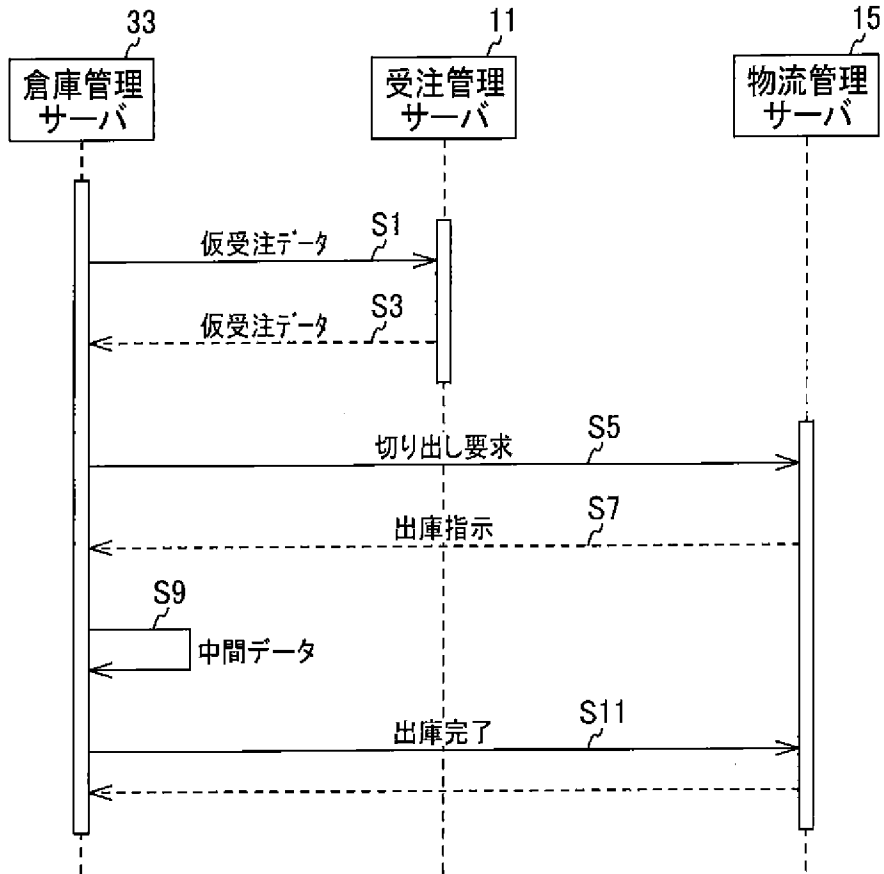 33
11
15
倉庫管理
サーバ
受注管理
サーバ
物流管理
サーバ
仮受注データ
S1
仮受注データ
S3
切り出し要求
S5
出庫指示
S7
S9
中間データ
出庫完了
S11